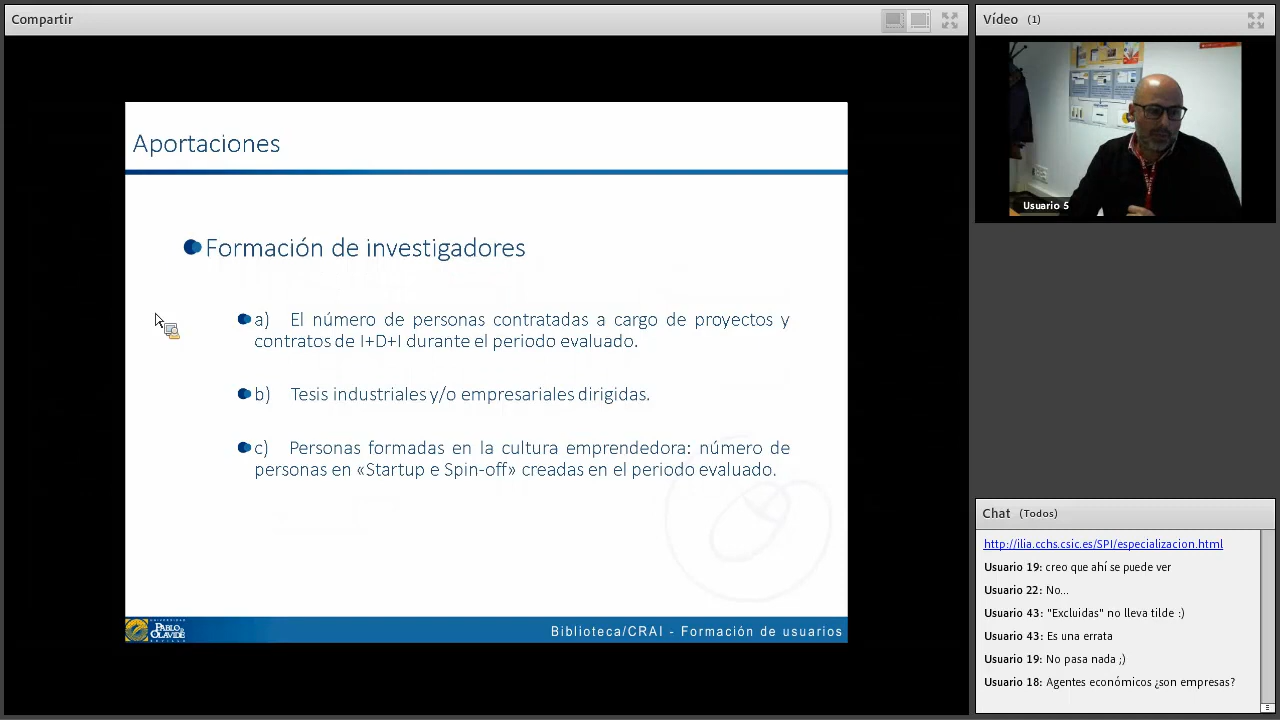 Compartir
Aportaciones
Formación de investigadores
a) El número de personas contratadas a cargo de proyectos y
contratos de I+D+I durante el periodo evaluado.
b) Tesis industriales y/o empresariales dirigidas.
c) Personas formadas en la cultura emprendedora: número de
personas en «Startup e Spin-off» creadas en el periodo evaluado.
PABLO
OLAVIDE
Biblioteca/CRAI - Formación de usuarios
Vídeo (1)
Usuario 5
Chat (Todos)
http://ilia.cchs.csic.es/SPI/especializacion.html
Usuario 19: creo que ahí se puede ver
Usuario 22: No...
Usuario 43: "Excluidas" no lleva tilde :)
Usuario 43: Es una errata
Usuario 19: No pasa nada ;)
Usuario 18: Agentes económicos ¿son empresas?